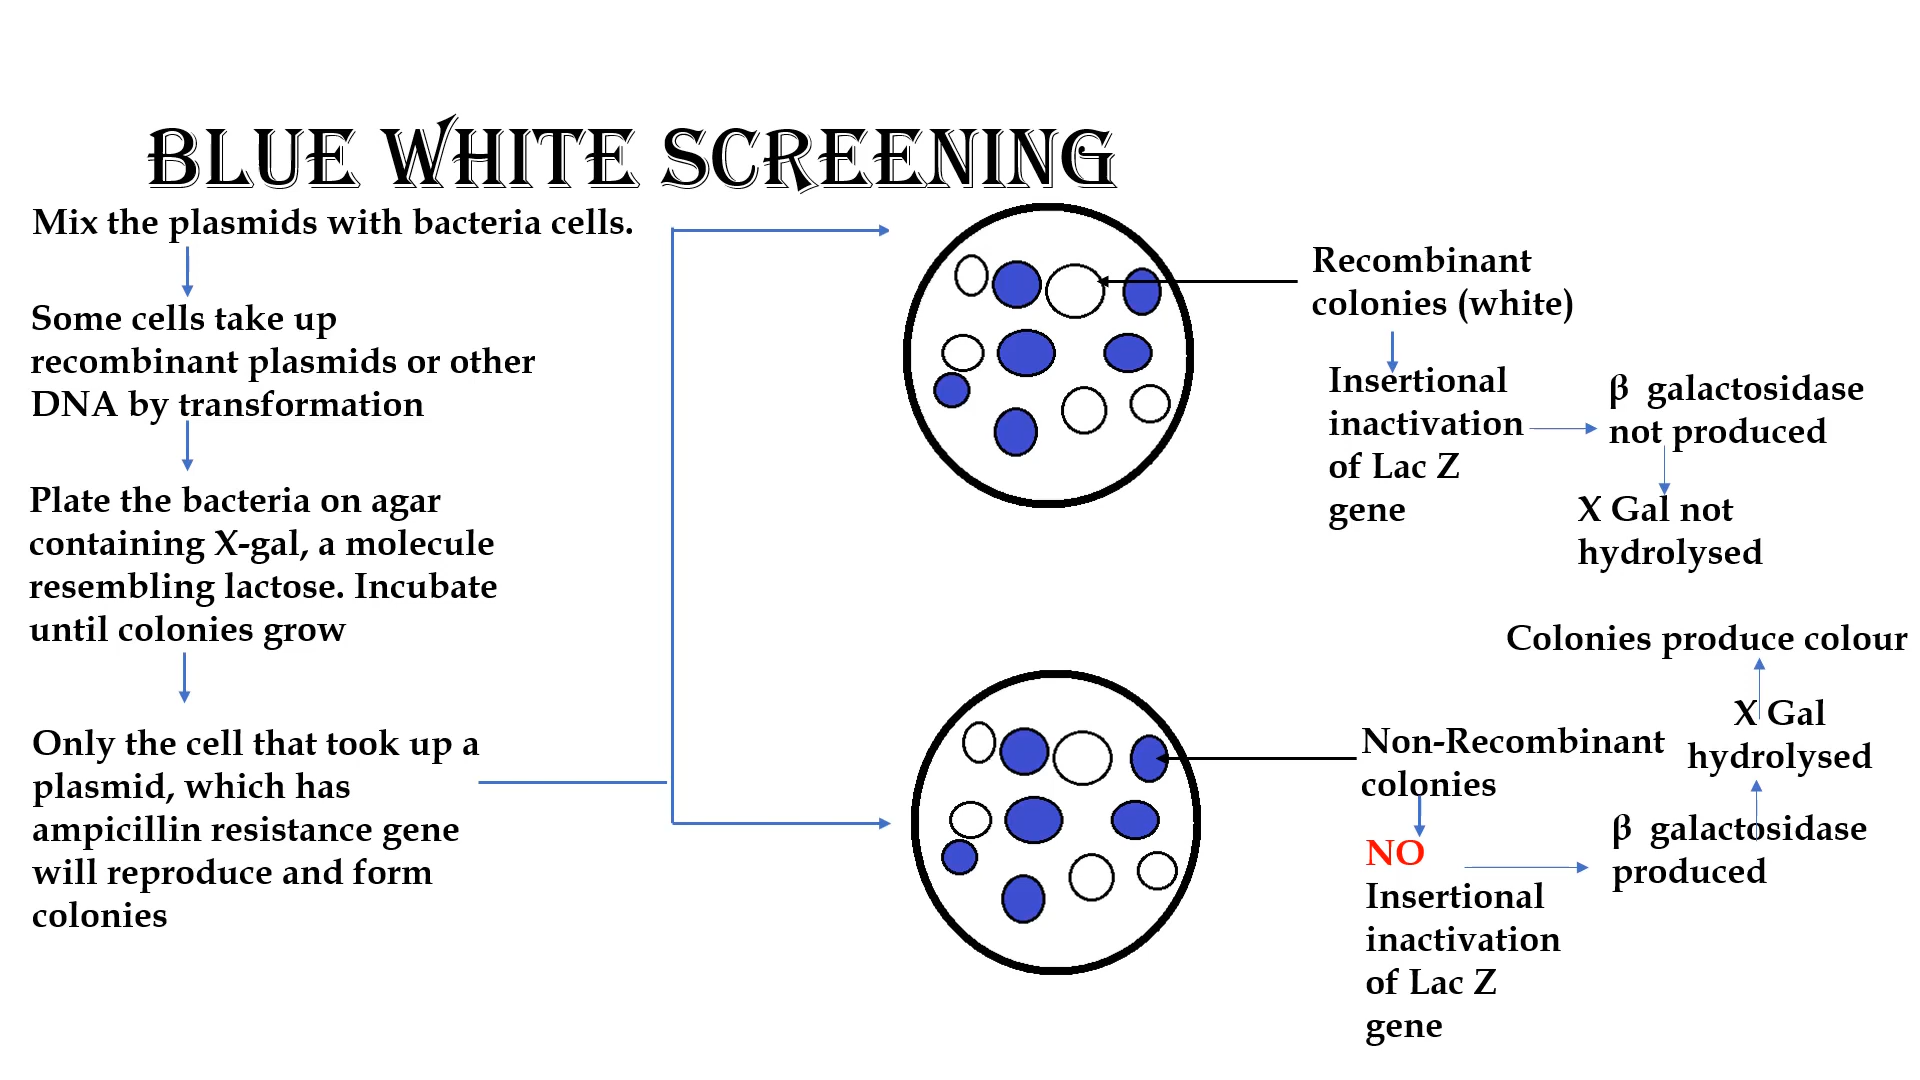 BLUE WHITE SCREENING
Mix the plasmids with bacteria cells.
Some cells take up
recombinant plasmids or other
DNA by transformation
Plate the bacteria on agar
containing X-gal, a molecule
resembling lactose. Incubate
until colonies grow
Only the cell that took up a
plasmid, which has
ampicillin resistance gene
will reproduce and form
colonies
Recombinant
colonies (white)
Insertional
inactivation
of Lac Z
gene
β galactosidase
not produced
X Gal not
hydrolysed
Non-Recombinant
colonies
NO
Insertional
inactivation
of Lac Z
gene
β galactosidase
produced
X Gal
hydrolysed
Colonies produce colour